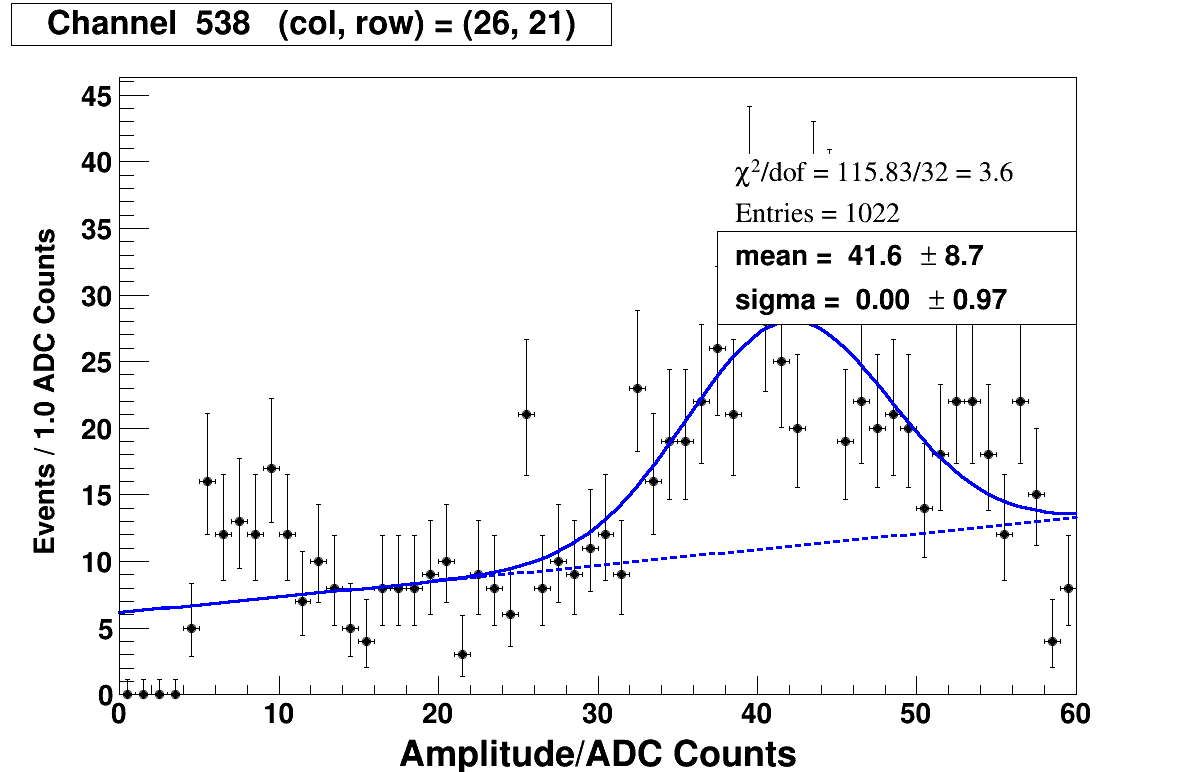 Channel 538 (col, row) = (26, 21)
45
40
35
30
25
20
15
10
5
0
Events / 1.0 ADC Counts
χ²/dof = 115.83/32 = 3.6
Entries = 1022
mean = 41.6 ± 8.7
sigma = 0.00 ± 0.97
0 10 20 30 40 50 60
Amplitude/ADC Counts